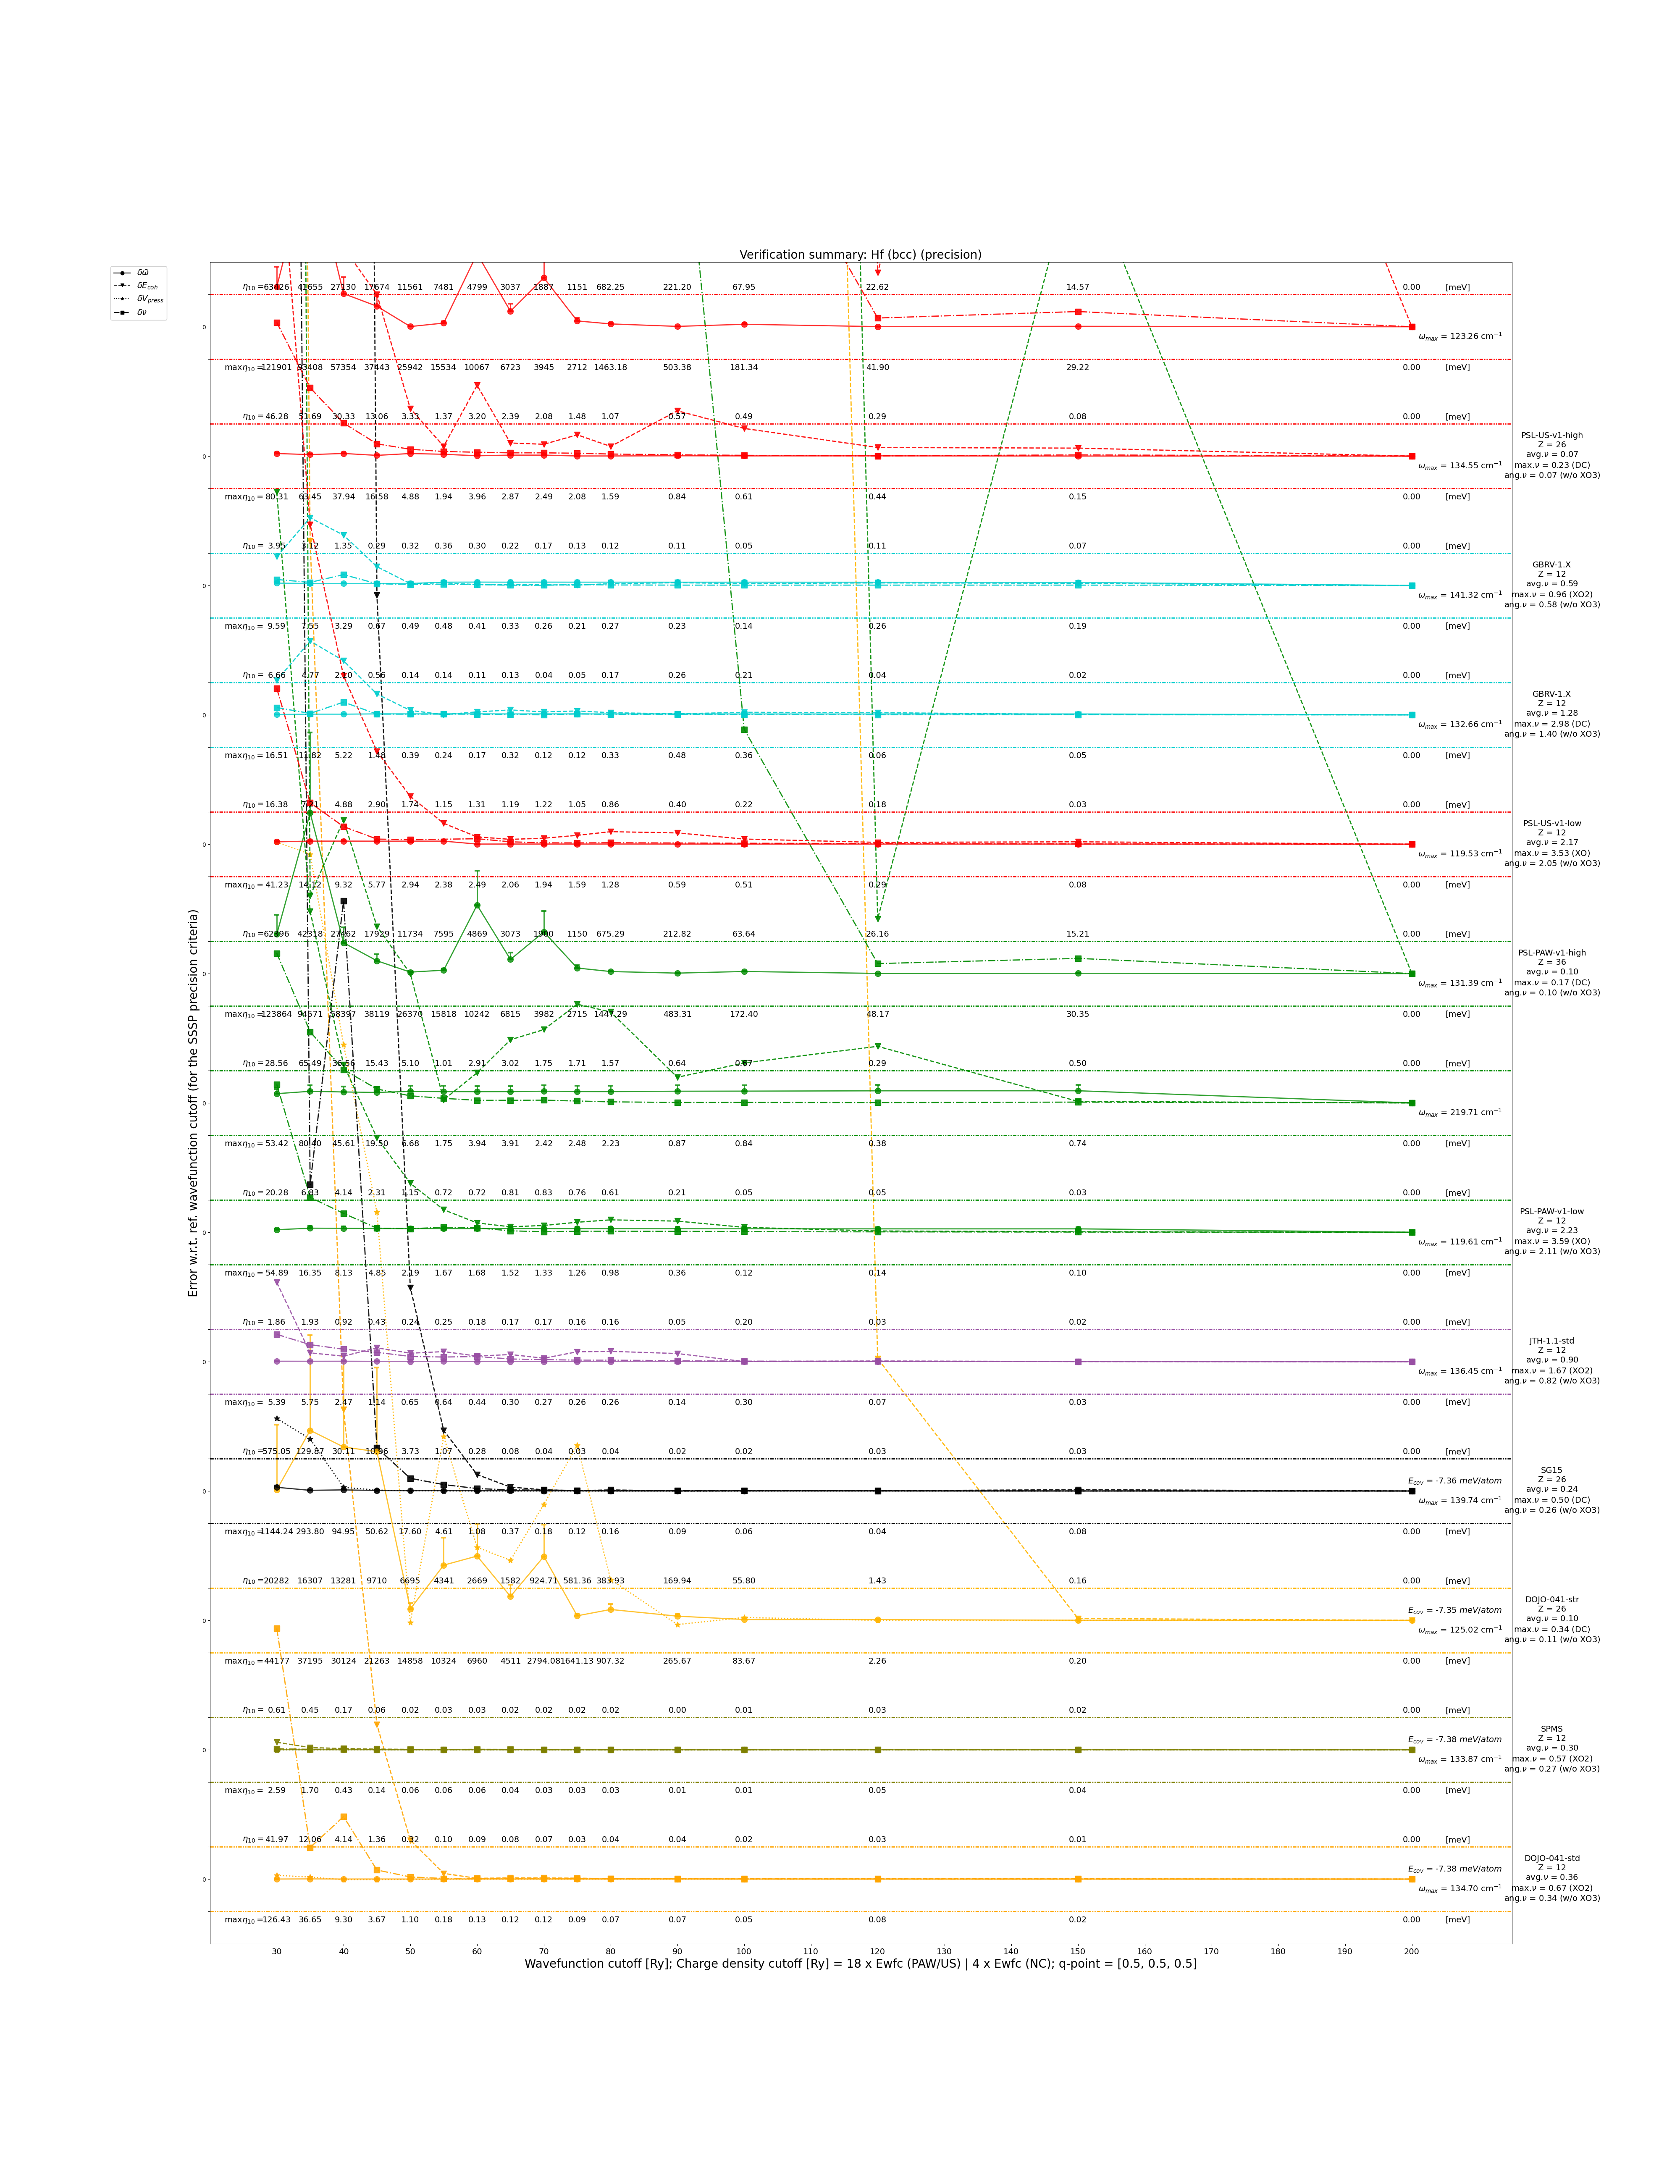 Verification summary: Hf (bcc) (precision)
δω̄
δE_coh
δV_press
δν
η₁₀ = 63626 41655 27130 17674 11561 7481 4799 3037 1887 1151 682.25 221.20 67.95 22.62 14.57 0.00 [meV]
ω_max = 123.26 cm⁻¹
maxη₁₀ = 121901 57354 37443 25942 15534 10067 6723 3945 2712 1463.18 503.38 181.34 41.90 29.22 0.00 [meV]
η₁₀ = 46.28 51.69 30.33 13.06 3.33 1.37 3.20 2.39 2.08 1.48 1.07 0.57 0.49 0.29 0.08 0.00 [meV]
PSL-US-v1-high
Z = 26
avg.ν = 0.07
ω_max = 134.55 cm⁻¹ max.ν = 0.23 (DC)
ang.ν = 0.07 (w/o XO3)
maxη₁₀ = 80.31 63.45 37.94 16.58 4.88 1.94 3.96 2.87 2.49 2.08 1.59 0.84 0.61 0.44 0.15 0.00 [meV]
η₁₀ = 3.95 3.12 1.35 0.29 0.32 0.36 0.30 0.22 0.17 0.13 0.12 0.11 0.05 0.11 0.07 0.00 [meV]
GBRV-1.X
Z = 12
avg.ν = 0.59
ω_max = 141.32 cm⁻¹ max.ν = 0.96 (XO2)
ang.ν = 0.58 (w/o XO3)
maxη₁₀ = 9.59 7.55 3.29 0.67 0.49 0.48 0.41 0.33 0.26 0.21 0.27 0.23 0.14 0.26 0.19 0.00 [meV]
η₁₀ = 6.66 4.77 2.10 0.56 0.14 0.14 0.11 0.13 0.04 0.05 0.17 0.26 0.21 0.04 0.02 0.00 [meV]
GBRV-1.X
Z = 12
avg.ν = 1.28
ω_max = 132.66 cm⁻¹ max.ν = 2.98 (DC)
ang.ν = 1.40 (w/o XO3)
maxη₁₀ = 16.51 11.82 5.22 1.48 0.39 0.24 0.17 0.32 0.12 0.12 0.33 0.48 0.36 0.06 0.05 0.00 [meV]
η₁₀ = 16.38 4.88 2.90 1.74 1.15 1.31 1.19 1.22 1.05 0.86 0.40 0.22 0.18 0.03 0.00 [meV]
PSL-US-v1-low
Z = 12
avg.ν = 2.17
ω_max = 119.53 cm⁻¹ max.ν = 3.53 (XO)
ang.ν = 2.05 (w/o XO3)
maxη₁₀ = 41.23 14.12 9.32 5.77 2.94 2.38 2.49 2.06 1.94 1.59 1.28 0.59 0.51 0.29 0.08 0.00 [meV]
η₁₀ = 62896 42318 27462 17929 11734 7595 4869 3073 1900 1150 675.29 212.82 63.64 26.16 15.21 0.00 [meV]
PSL-PAW-v1-high
Z = 36
avg.ν = 0.10
ω_max = 131.39 cm⁻¹ max.ν = 0.17 (DC)
ang.ν = 0.10 (w/o XO3)
maxη₁₀ = 123864 94571 58397 38119 26370 15818 10242 6815 3982 2715 1447.29 483.31 172.40 48.17 30.35 0.00 [meV]
η₁₀ = 28.56 65.49 36.56 15.43 5.10 1.01 2.91 3.02 1.75 1.71 1.57 0.64 0.67 0.29 0.50 0.00 [meV]
ω_max = 219.71 cm⁻¹
maxη₁₀ = 53.42 80.40 45.61 19.50 6.68 1.75 3.94 3.91 2.42 2.48 2.23 0.87 0.84 0.38 0.74 0.00 [meV]
η₁₀ = 20.28 6.83 4.14 2.31 1.15 0.72 0.72 0.81 0.83 0.76 0.61 0.21 0.05 0.05 0.03 0.00 [meV]
PSL-PAW-v1-low
Z = 12
avg.ν = 2.23
ω_max = 119.61 cm⁻¹ max.ν = 3.59 (XO)
ang.ν = 2.11 (w/o XO3)
maxη₁₀ = 54.89 16.35 8.13 4.85 2.19 1.67 1.68 1.52 1.33 1.26 0.98 0.36 0.12 0.14 0.10 0.00 [meV]
η₁₀ = 1.86 1.93 0.92 0.43 0.24 0.25 0.18 0.17 0.17 0.16 0.16 0.05 0.20 0.03 0.02 0.00 [meV]
JTH-1.1-std
Z = 12
avg.ν = 0.90
ω_max = 136.45 cm⁻¹ max.ν = 1.67 (XO2)
ang.ν = 0.82 (w/o XO3)
maxη₁₀ = 5.39 5.75 2.47 1.14 0.65 0.64 0.44 0.30 0.27 0.26 0.26 0.14 0.30 0.07 0.03 0.00 [meV]
η₁₀ = 575.05 129.87 30.11 10.96 3.73 1.07 0.28 0.08 0.04 0.03 0.04 0.02 0.02 0.03 0.03 0.00 [meV]
SG15
E_cov = -7.36 meV/atom Z = 26
avg.ν = 0.24
ω_max = 139.74 cm⁻¹ max.ν = 0.50 (DC)
ang.ν = 0.26 (w/o XO3)
maxη₁₀ = 1144.24 293.80 94.95 50.62 17.60 4.61 1.08 0.37 0.18 0.12 0.16 0.09 0.06 0.04 0.08 0.00 [meV]
η₁₀ = 20282 16307 13281 9710 6695 4341 2669 1582 924.71 581.36 383.93 169.94 55.80 1.43 0.16 0.00 [meV]
DOJO-041-str
E_cov = -7.35 meV/atom Z = 26
avg.ν = 0.10
ω_max = 125.02 cm⁻¹ max.ν = 0.34 (DC)
ang.ν = 0.11 (w/o XO3)
maxη₁₀ = 44177 37195 30124 21263 14858 10324 6960 4511 2794.08 1641.13 907.32 265.67 83.67 2.26 0.20 0.00 [meV]
η₁₀ = 0.61 0.45 0.17 0.06 0.02 0.03 0.03 0.02 0.02 0.02 0.02 0.00 0.01 0.03 0.02 0.00 [meV]
SPMS
E_cov = -7.38 meV/atom Z = 12
avg.ν = 0.30
ω_max = 133.87 cm⁻¹ max.ν = 0.57 (XO2)
ang.ν = 0.27 (w/o XO3)
maxη₁₀ = 2.59 1.70 0.43 0.14 0.06 0.06 0.06 0.04 0.03 0.03 0.03 0.01 0.01 0.05 0.04 0.00 [meV]
η₁₀ = 41.97 12.06 4.14 1.36 0.32 0.10 0.09 0.08 0.07 0.03 0.04 0.04 0.02 0.03 0.01 0.00 [meV]
DOJO-041-std
E_cov = -7.38 meV/atom Z = 12
avg.ν = 0.36
ω_max = 134.70 cm⁻¹ max.ν = 0.67 (XO2)
ang.ν = 0.34 (w/o XO3)
maxη₁₀ = 126.43 36.65 9.30 3.67 1.10 0.18 0.13 0.12 0.12 0.09 0.07 0.07 0.05 0.08 0.02 0.00 [meV]
0
0
0
0
0
0
0
0
0
0
0
0
0
30 40 50 60 70 80 90 100 110 120 130 140 150 160 170 180 190 200
Wavefunction cutoff [Ry]; Charge density cutoff [Ry] = 18 x Ewfc (PAW/US) | 4 x Ewfc (NC); q-point = [0.5, 0.5, 0.5]
Error w.r.t. ref. wavefunction cutoff (for the SSSP precision criteria)